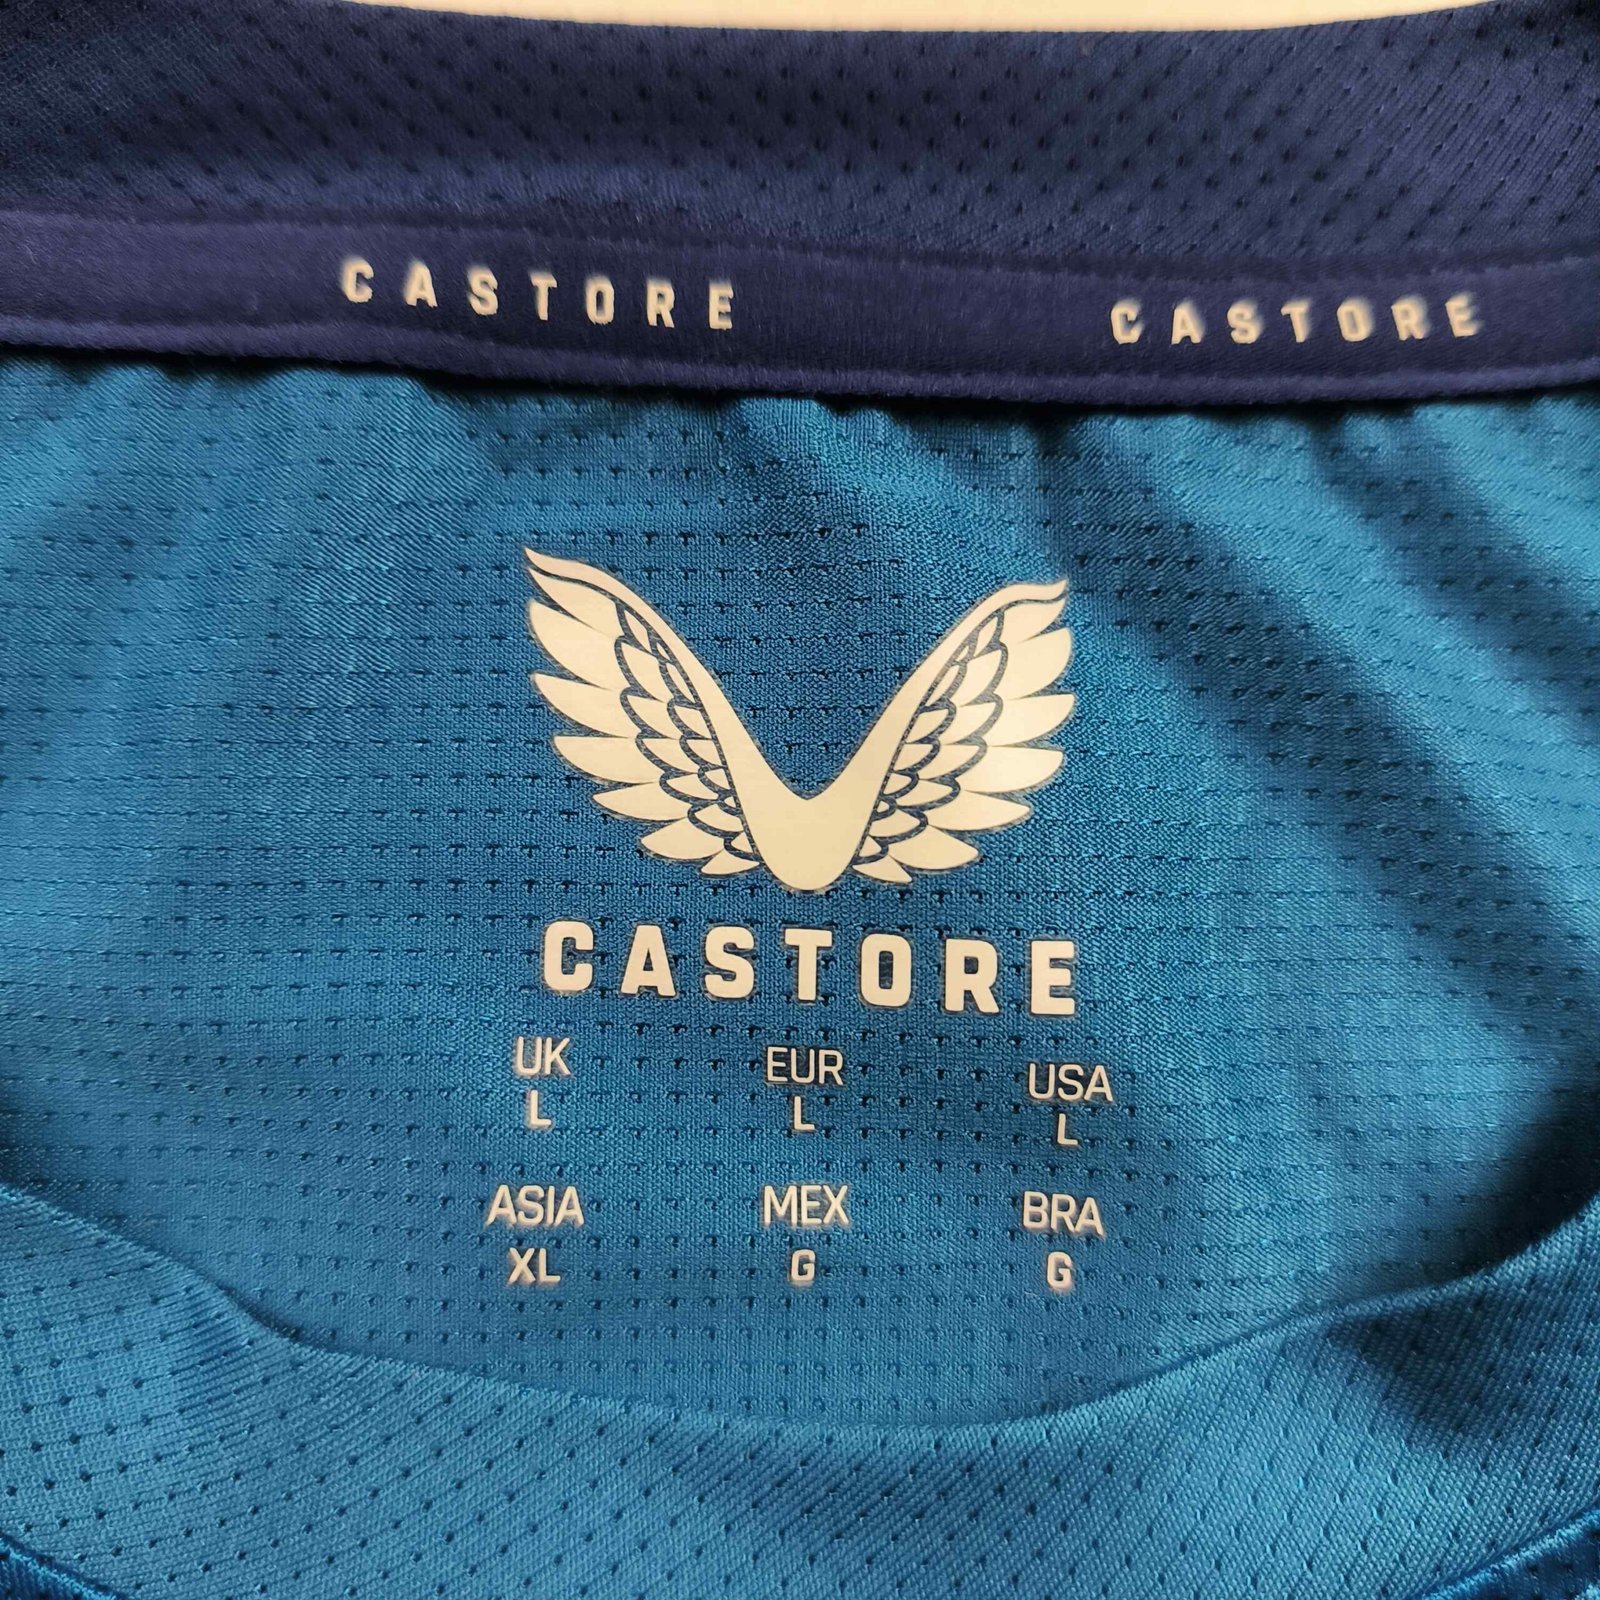 CASTORE CASTORE
CASTORE
UK EUR USA
L L L
ASIA MEX BRA
XL G G